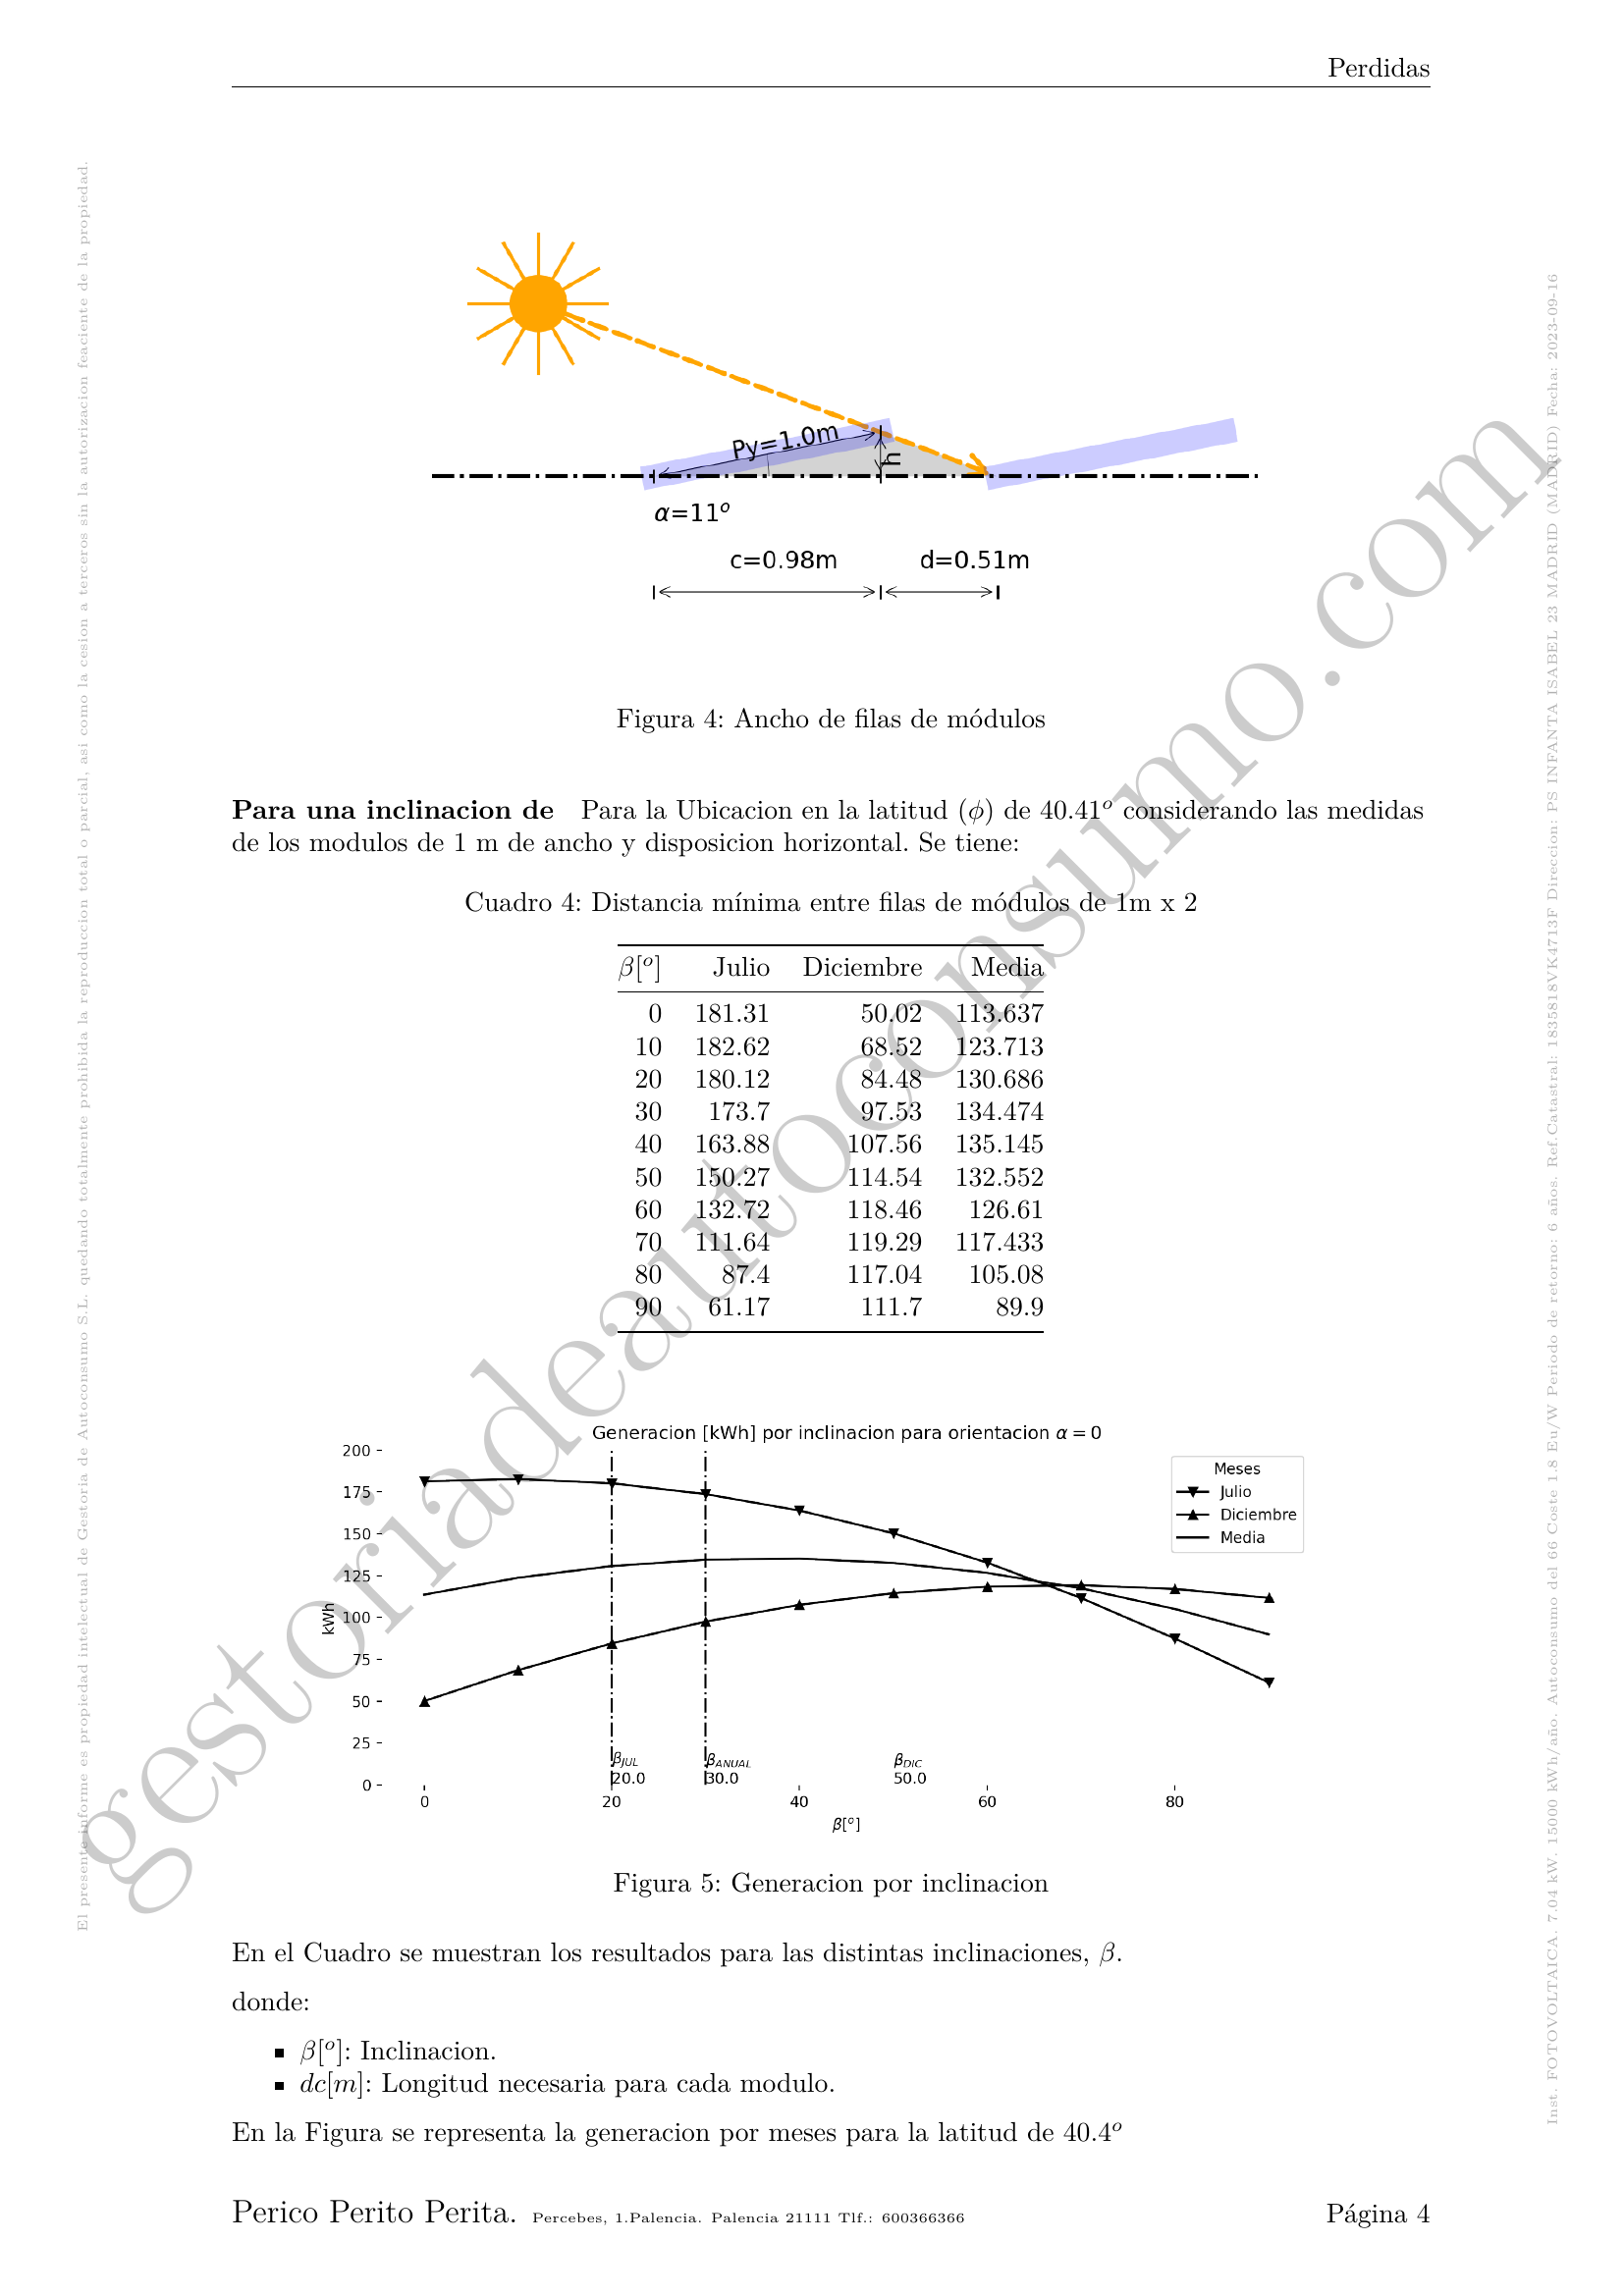 Perdidas
Py=1.0m
h
α=11°
c=0.98m d=0.51m
Figura 4: Ancho de filas de módulos
Para una inclinacion de Para la Ubicacion en la latitud (ϕ) de 40.41° considerando las medidas
de los modulos de 1 m de ancho y disposicion horizontal. Se tiene:
Cuadro 4: Distancia mínima entre filas de módulos de 1m x 2
β[°] Julio Diciembre Media
0 181.31 50.02 113.637
10 182.62 68.52 123.713
20 180.12 84.48 130.686
30 173.7 97.53 134.474
40 163.88 107.56 135.145
50 150.27 114.54 132.552
60 132.72 118.46 126.61
70 111.64 119.29 117.433
80 87.4 117.04 105.08
90 61.17 111.7 89.9
Generacion [kWh] por inclinacion para orientacion α = 0
200
175
150
125
100
75
50
25
0
kWh
Meses
Julio
Diciembre
Media
βJUL βANUAL βDIC
20.0 30.0 50.0
0 20 40 60 80
β[°]
Figura 5: Generacion por inclinacion
En el Cuadro se muestran los resultados para las distintas inclinaciones, β.
donde:
β[°]: Inclinacion.
dc[m]: Longitud necesaria para cada modulo.
En la Figura se representa la generacion por meses para la latitud de 40.4°
Perico Perito Perita. Percebes, 1.Palencia. Palencia 21111 Tlf.: 600366366 Página 4
El presente informe es propiedad intelectual de Gestoria de Autoconsumo S.L. quedando totalmente prohibida la reproduccion total o parcial, asi como la cesion a terceros sin la autorizacion feaciente de la propiedad.
Inst. FOTOVOLTAICA. 7.04 kW. 15000 kWh/año. Autoconsumo del 66 Coste 1.8 Eu/W Periodo de retorno: 6 años. Ref.Catastral: 183581SVK4713F Direccion: PS INFANTA ISABEL 23 MADRID (MADRID) Fecha: 2023-09-16
gestoriadeautoconsumo.com